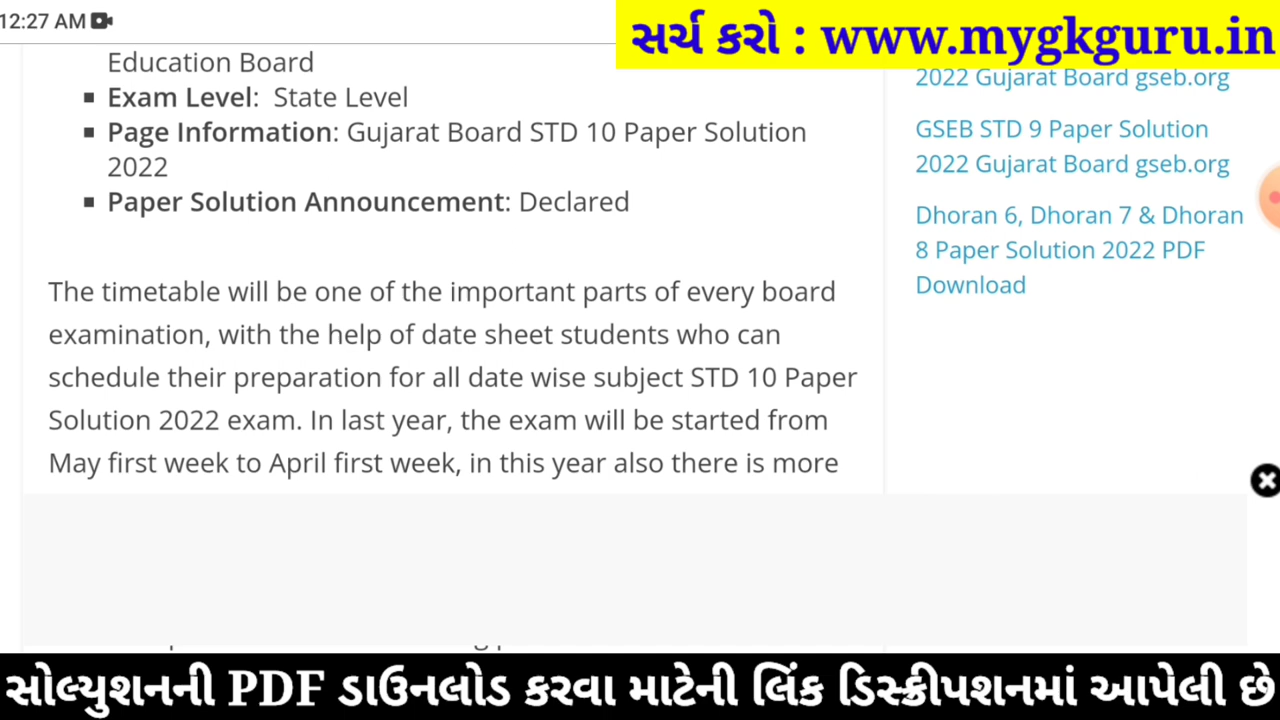 12:27 AM
સર્ચ કરો : www.mygkguru.in
Education Board
Exam Level: State Level
Page Information: Gujarat Board STD 10 Paper Solution
2022
Paper Solution Announcement: Declared
The timetable will be one of the important parts of every board
examination, with the help of date sheet students who can
schedule their preparation for all date wise subject STD 10 Paper
Solution 2022 exam. In last year, the exam will be started from
May first week to April first week, in this year also there is more
2022 Gujarat Board gseb.org
GSEB STD 9 Paper Solution
2022 Gujarat Board gseb.org
Dhoran 6, Dhoran 7 & Dhoran
8 Paper Solution 2022 PDF
Download
સોલ્યુશનની PDF ડાઉનલોડ કરવા માટેની લિંક ડિસ્ક્રીપશનમાં આપેલી છે